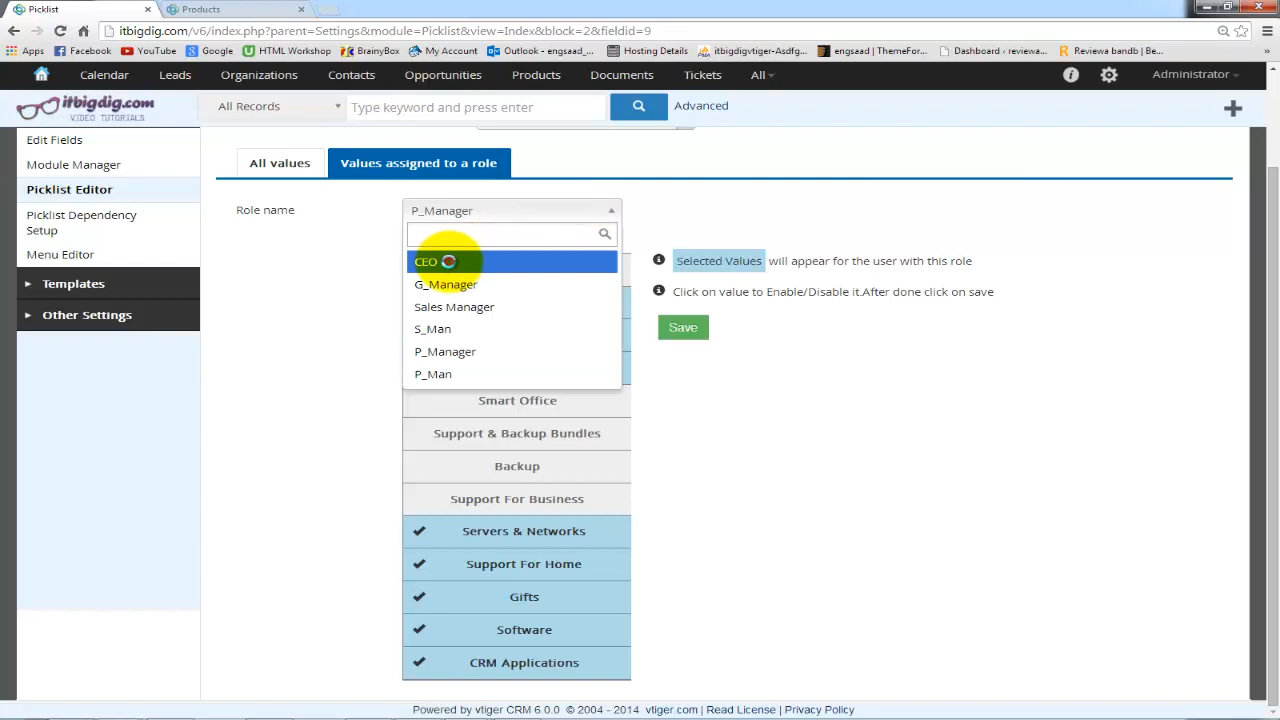 Picklist
Products
itbigdig.com/v6/index.php?parent=Settings&module=Picklist&view=Index&block=2&fieldid=9
Apps
Facebook
YouTube
Google
HTML Workshop
BrainyBox
My Account
Outlook - engsaad_...
Hosting Details
bigdigvtiger-Asdfg...
engsaad | ThemeFor...
Dashboard ‹ reviewa...
Reviewa bandb | Be...
Calendar
Leads
Organizations
Contacts
Opportunities
Products
Documents
Tickets
All
Administrator
itbigdig.com
VIDEO TUTORIALS
All Records
Type keyword and press enter
Advanced
Edit Fields
Module Manager
Picklist Editor
Picklist Dependency
Setup
Menu Editor
Templates
Other Settings
All values
Values assigned to a role
Role name
P_Manager
CEO
G_Manager
Sales Manager
S_Man
P_Manager
P_Man
Selected Values will appear for the user with this role
Click on value to Enable/Disable it.After done click on save
Save
Smart Office
Support & Backup Bundles
Backup
Support For Business
Servers & Networks
Support For Home
Gifts
Software
CRM Applications
Powered by vtiger CRM 6.0.0 © 2004 - 2014 vtiger.com | Read License | Privacy Policy